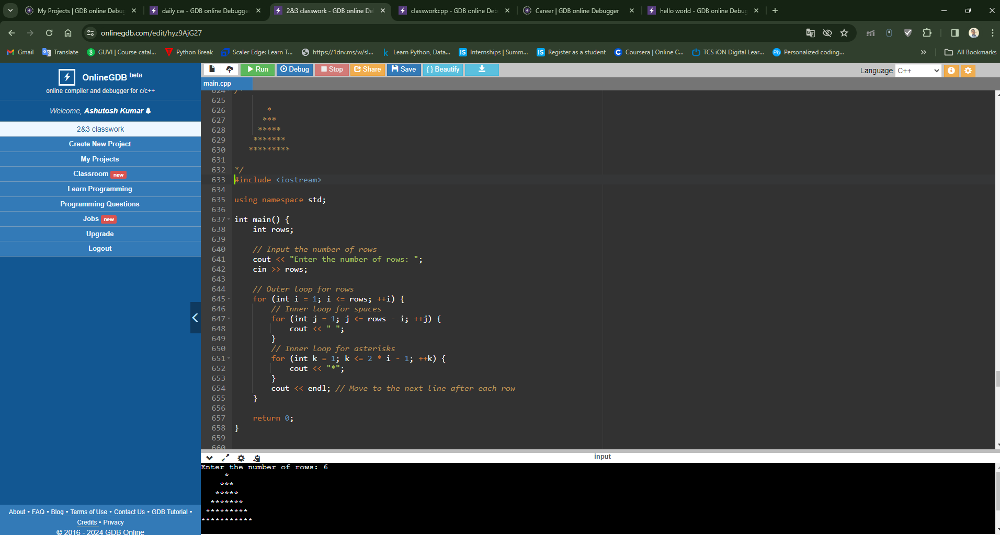 My Projects | GDB online Debug
daily cw - GDB online Debugge
2&3 classwork - GDB online De
classworkcpp - GDB online Deb
Career | GDB online Debugger
hello world - GDB online Debug
onlinegdb.com/edit/hyz9AjG27
Gmail
Translate
GUVI | Course catal...
Python Break
Scaler Edge: Learn T...
https://1drv.ms/w/s!...
Learn Python, Data...
Internships | Summ...
Register as a student
Coursera | Online C...
TCS iON Digital Lear...
Personalized coding...
All Bookmarks
OnlineGDB beta
online compiler and debugger for c/c++
Welcome, Ashutosh Kumar
2&3 classwork
Create New Project
My Projects
Classroom new
Learn Programming
Programming Questions
Jobs new
Upgrade
Logout
About • FAQ • Blog • Terms of Use • Contact Us • GDB Tutorial •
Credits • Privacy
© 2016 - 2024 GDB Online
Run Debug Stop Share Save { } Beautify
Language C++
main.cpp
624 /
625
626         *
627        ***
628       *****
629      *******
630     *********
631
632 */
633 #include <iostream>
634
635 using namespace std;
636
637 int main() {
638     int rows;
639
640     // Input the number of rows
641     cout << "Enter the number of rows: ";
642     cin >> rows;
643
644     // Outer loop for rows
645     for (int i = 1; i <= rows; ++i) {
646         // Inner loop for spaces
647         for (int j = 1; j <= rows - i; ++j) {
648             cout << " ";
649         }
650         // Inner loop for asterisks
651         for (int k = 1; k <= 2 * i - 1; ++k) {
652             cout << "*";
653         }
654         cout << endl; // Move to the next line after each row
655     }
656
657     return 0;
658 }
659
660
input
Enter the number of rows: 6
     *
    ***
   *****
  *******
 *********
***********